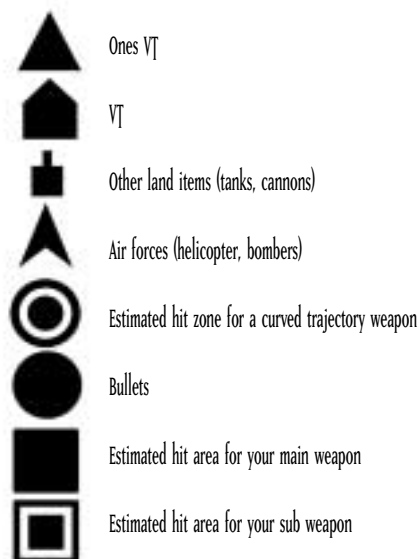 Ones VT
VT
Other land items (tanks, cannons)
Air forces (helicopter, bombers)
Estimated hit zone for a curved trajectory weapon
Bullets
Estimated hit area for your main weapon
Estimated hit area for your sub weapon